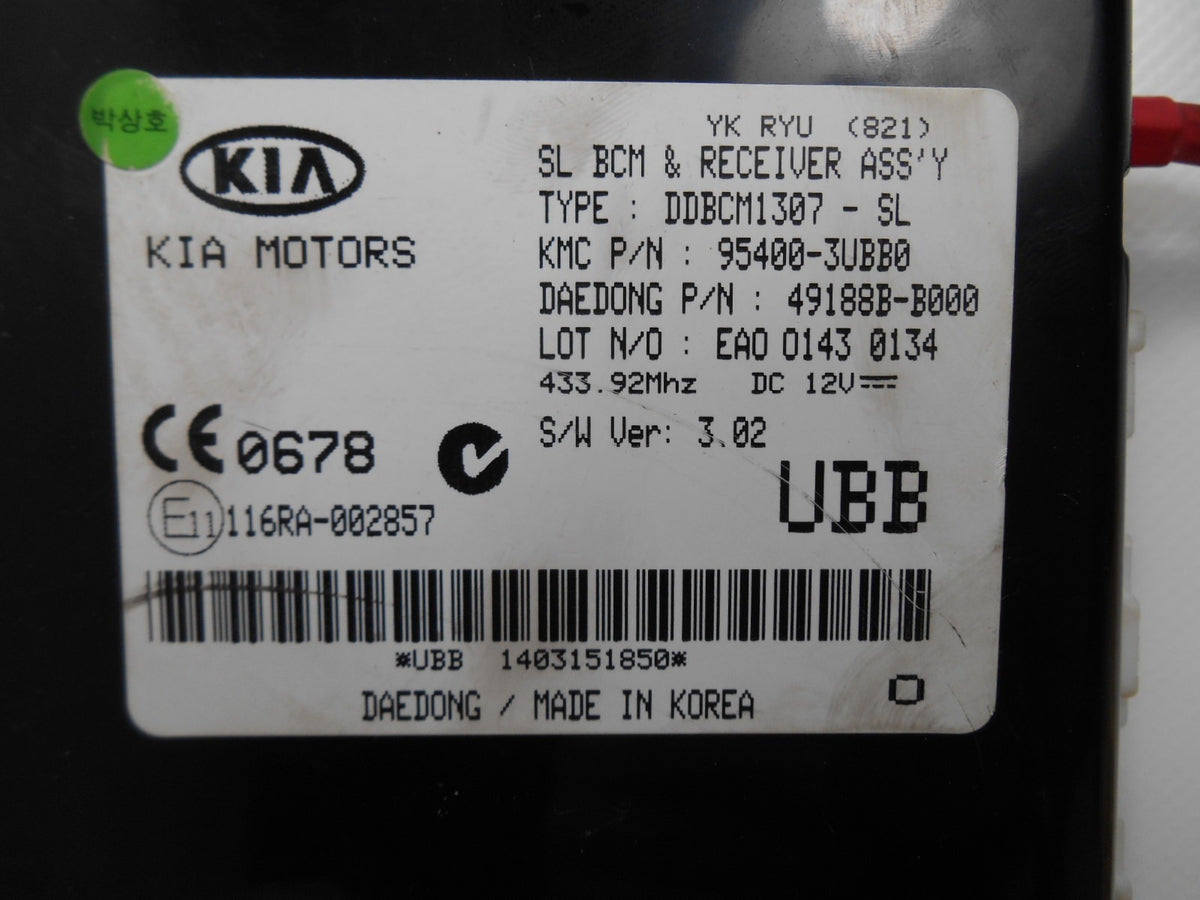 박상호
KIA
KIA MOTORS
YK RYU (821)
SL BCM & RECEIVER ASS'Y
TYPE : DDBCM1307 - SL
KMC P/N : 95400-3UBB0
DAEDONG P/N : 49188B-B000
LOT N/O : EA0 0143 0134
433.92Mhz DC 12V
S/W Ver: 3.02
CE 0678
UBB
E11 116RA-002857
*UBB 1403151850*
DAEDONG / MADE IN KOREA